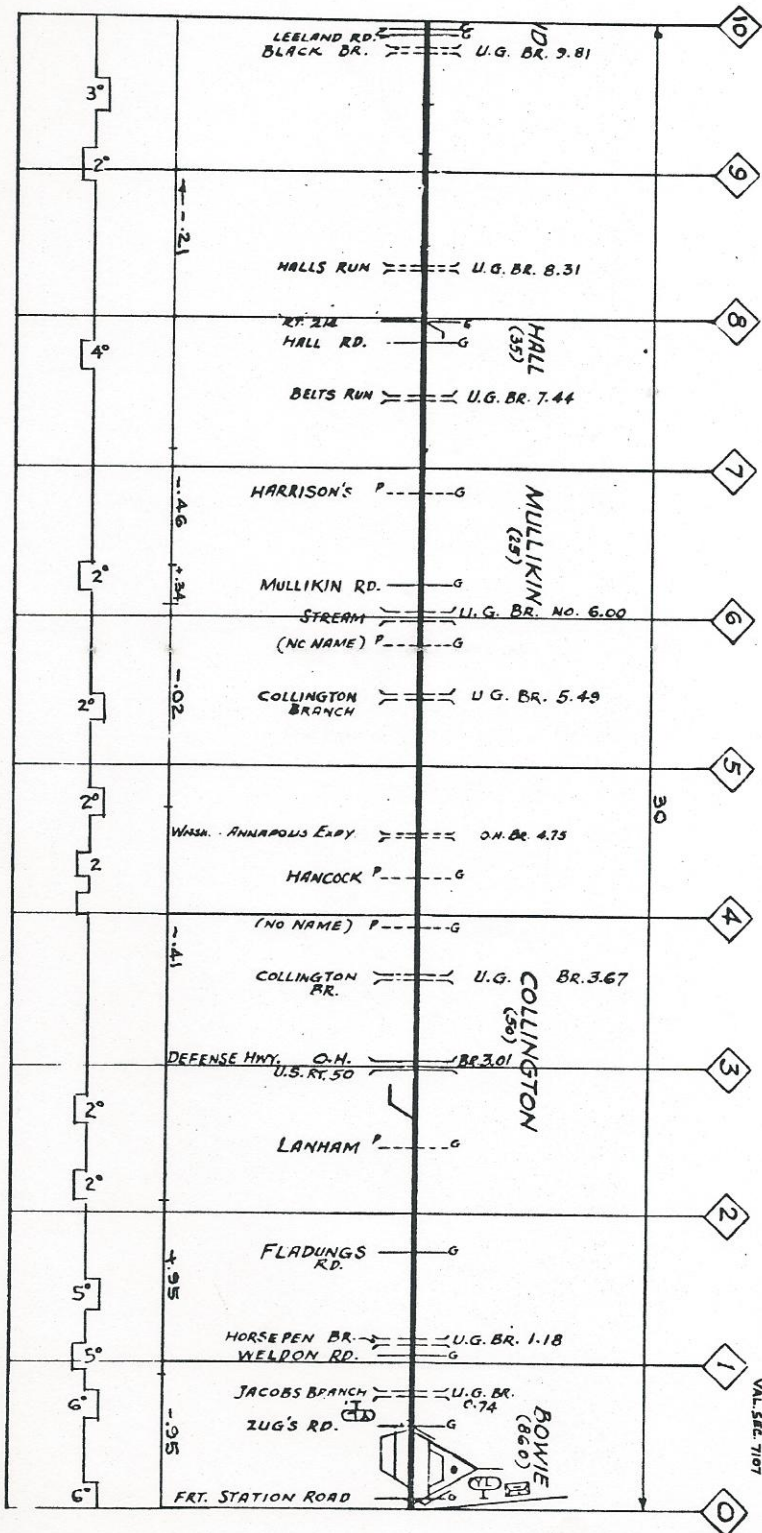 10
LEELAND RD.
BLACK BR. U.G. BR. 9.81
3°
2°
9
-.21
HALLS RUN U.G. BR. 8.31
8
RT. 214 G
HALL RD. G
HALL
(35)
4°
BELTS RUN U.G. BR. 7.44
7
HARRISON'S P G
-.46
MULLIKIN
(25)
2°
+.34
MULLIKIN RD. G
6
STREAM U.G. BR. NO. 6.00
(NO NAME) P G
-.02
2°
COLLINGTON U G. BR. 5.49
BRANCH
5
30
2°
WASH. - ANNAPOLIS EXPY. O.H. BR. 4.75
2
HANCOCK P G
4
(NO NAME) P G
-.41
COLLINGTON U.G. BR. 3.67
BR.
COLLINGTON
(50)
DEFENSE HWY. O.H. BR 3.01
U.S. RT. 50
3
2°
LANHAM P G
2°
2
FLADUNGS G
RD.
+.95
5°
HORSEPEN BR. U.G. BR. 1.18
WELDON RD. G
5°
1
VAL. SEC. 7107
6°
JACOBS BRANCH U.G. BR.
0.74
YL
ZUG'S RD. G
BOWIE
(860)
-.95
YL
6°
FRT. STATION ROAD G
0